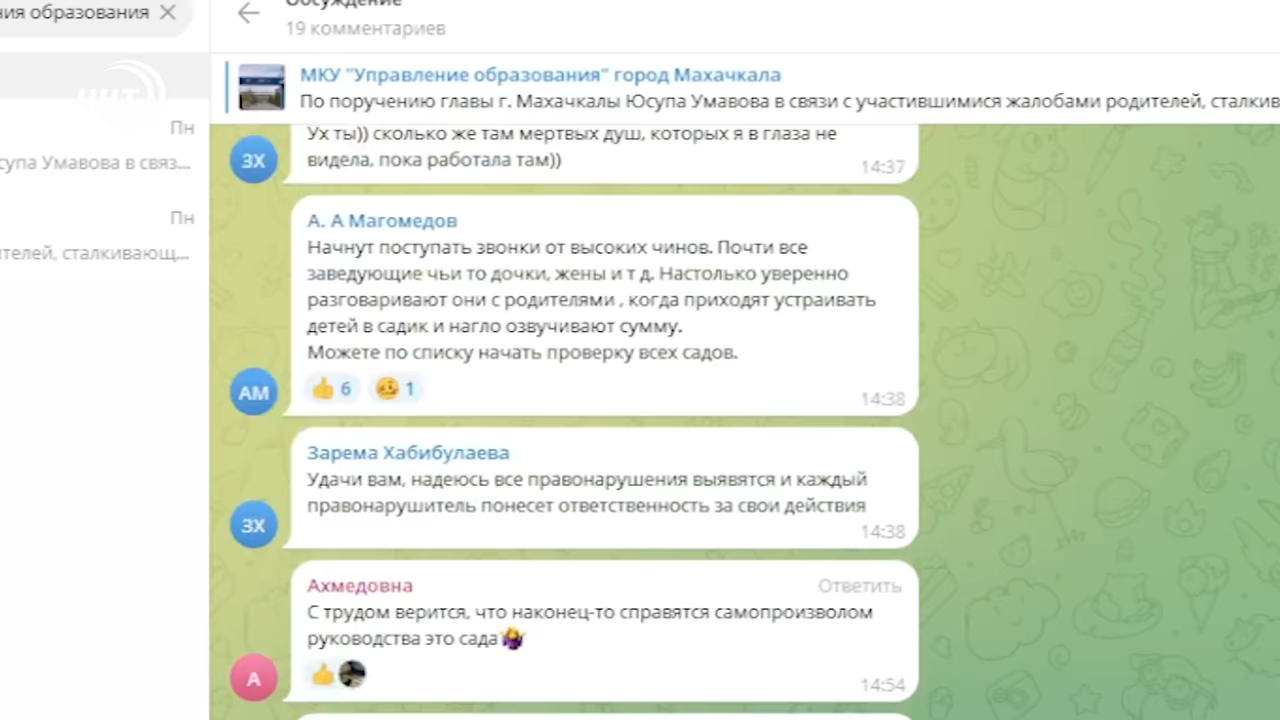 ния образования
Обсуждение
19 комментариев
ННТ
МКУ "Управление образования" город Махачкала
По поручению главы г. Махачкалы Юсупа Умавова в связи с участившимися жалобами родителей, сталкив
Пн
супа Умавова в связ...
Пн
телей, сталкивающ...
Ух ты)) сколько же там мертвых душ, которых я в глаза не
видела, пока работала там))
ЗХ
14:37
А. А Магомедов
Начнут поступать звонки от высоких чинов. Почти все
заведующие чьи то дочки, жены и т д. Настолько уверенно
разговаривают они с родителями , когда приходят устраивать
детей в садик и нагло озвучивают сумму.
Можете по списку начать проверку всех садов.
6
1
АМ
14:38
Зарема Хабибулаева
Удачи вам, надеюсь все правонарушения выявятся и каждый
правонарушитель понесет ответственность за свои действия
ЗХ
14:38
Ахмедовна
Ответить
С трудом верится, что наконец-то справятся самопроизволом
руководства это сада
А
14:54